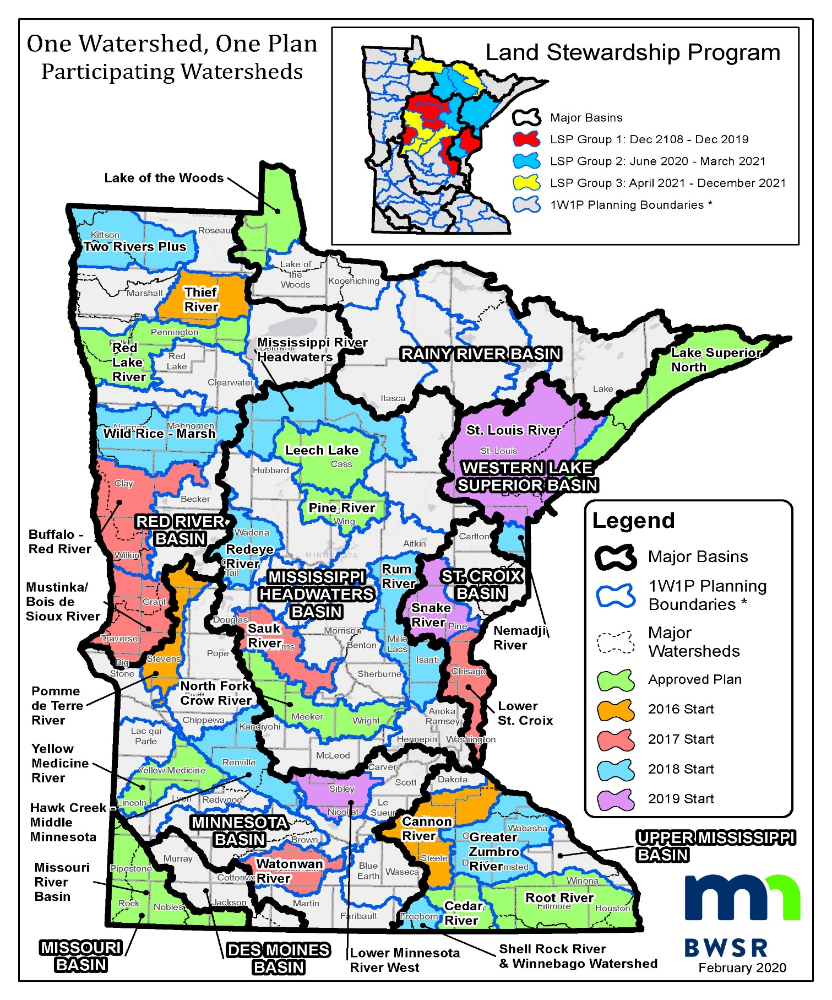 One Watershed, One Plan
Participating Watersheds
Land Stewardship Program
Major Basins
LSP Group 1: Dec 2108 - Dec 2019
LSP Group 2: June 2020 - March 2021
LSP Group 3: April 2021 - December 2021
1W1P Planning Boundaries *
Lake of the Woods
Kittson
Roseau
Two Rivers Plus
Lake of
the
Woods
Koochiching
Marshall
Thief
River
Pennington
Red
Lake
River
Red
Lake
Mississippi River
Headwaters
Beltrami
RAINY RIVER BASIN
Lake Superior
North
Clearwater
Itasca
Lake
Norman
Mahnomen
Wild Rice - Marsh
St. Louis River
St. Louis
Leech Lake
Cass
Hubbard
WESTERN LAKE
SUPERIOR BASIN
Clay
Becker
Pine River
Wing
RED RIVER
BASIN
Buffalo -
Red River
Wilkin
Wadena
Redeye
River
Tail
Aitkin
Carlton
MINNESOTA
Rum
River
ST. CROIX
BASIN
MISSISSIPPI
HEADWATERS
BASIN
Mustinka/
Bois de
Sioux River
Grant
Douglas
Sauk
River
Snake
River
Pine
Morrison
Benton
Mille
Lacs
Isanti
Nemadji
River
Traverse
Big
Stone
Stevens
Pope
Sherburne
Chisago
Pomme
de Terre
River
North Fork
Crow River
Swift
Chippewa
Kandiyohi
Meeker
Wright
Anoka
Ramsey
Hennepin
Washington
Lower
St. Croix
Lac qui
Parle
Yellow
Medicine
River
Yellow Medicine
Renville
McLeod
Carver
Scott
Dakota
Lincoln
Lyon
Redwood
Sibley
Nicollet
Le
Sueur
Hawk Creek -
Middle
Minnesota
MINNESOTA
BASIN
Brown
Cannon
River
Wabasha
Greater
Zumbro
River
Steele
Missouri
River
Basin
Pipestone
Murray
Cottonwood
Watonwan
River
Blue
Earth
Waseca
Winona
Rock
Nobles
Jackson
Martin
Faribault
Freeborn
Cedar
River
Root River
Fillmore
Houston
MISSOURI
BASIN
DES MOINES
BASIN
Lower Minnesota
River West
Shell Rock River
& Winnebago Watershed
UPPER MISSISSIPPI
BASIN
Legend
Major Basins
1W1P Planning
Boundaries *
Major
Watersheds
Approved Plan
2016 Start
2017 Start
2018 Start
2019 Start
mn
BWSR
February 2020